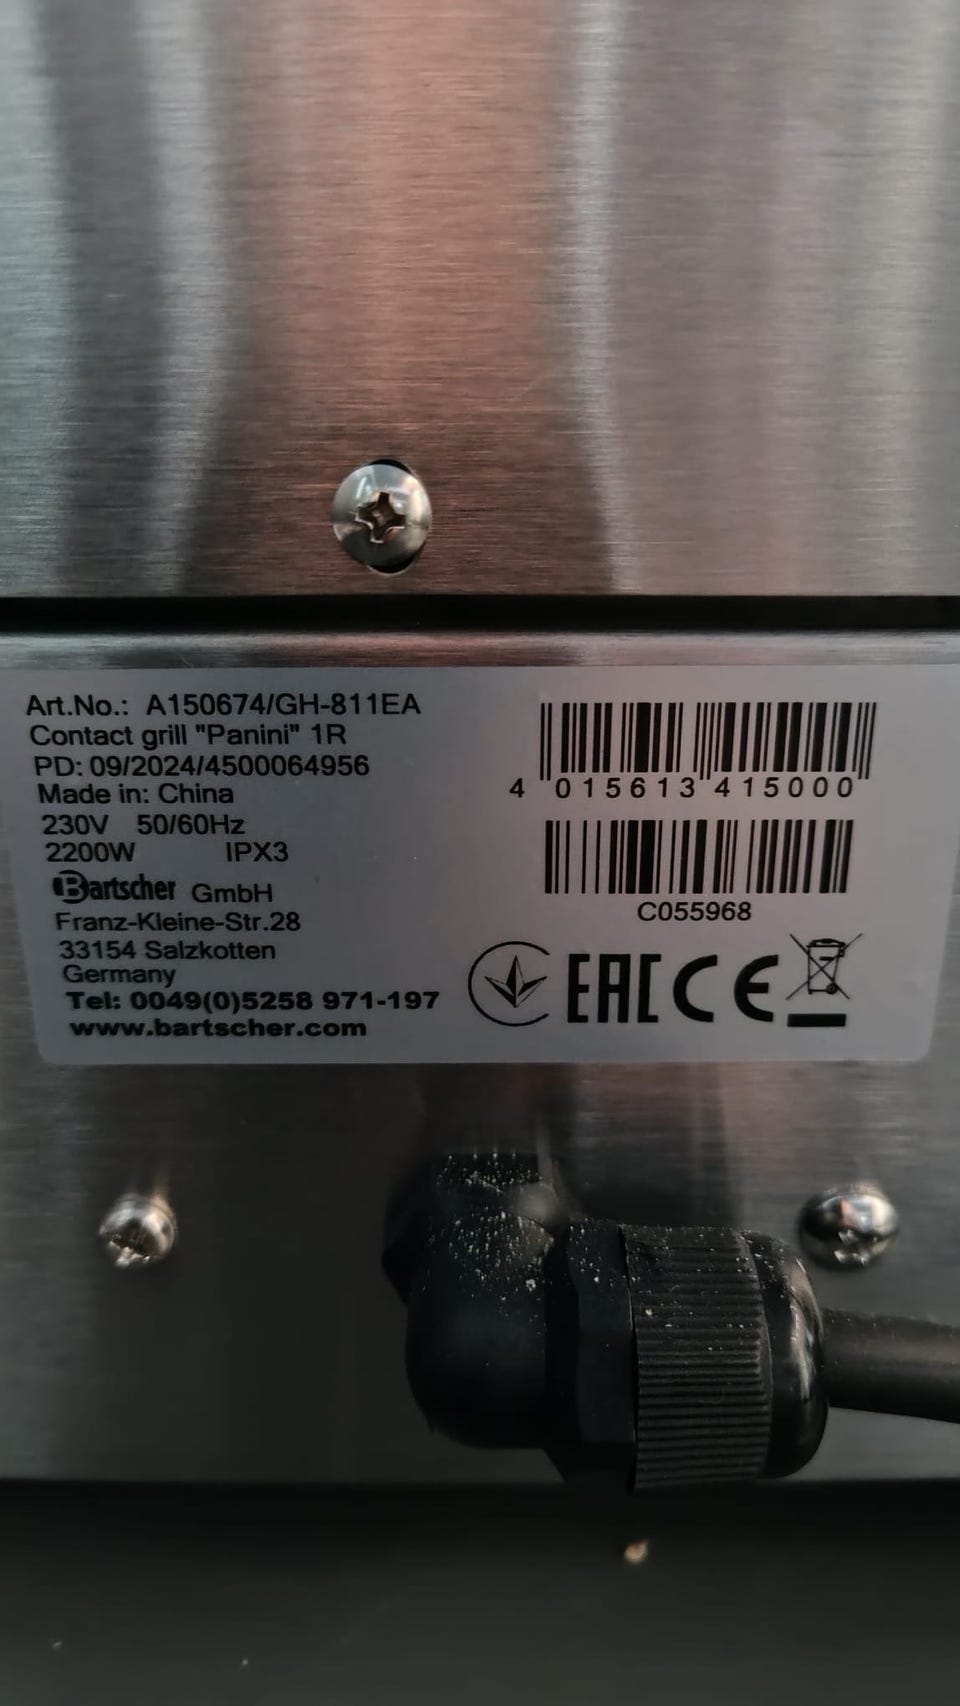 Art.No.: A150674/GH-811EA
Contact grill "Panini" 1R
PD: 09/2024/4500064956
Made in: China
230V 50/60Hz
2200W IPX3
Bartscher GmbH
Franz-Kleine-Str.28
33154 Salzkotten
Germany
Tel: 0049(0)5258 971-197
www.bartscher.com
4 015613 415000
C055968
EAC CE